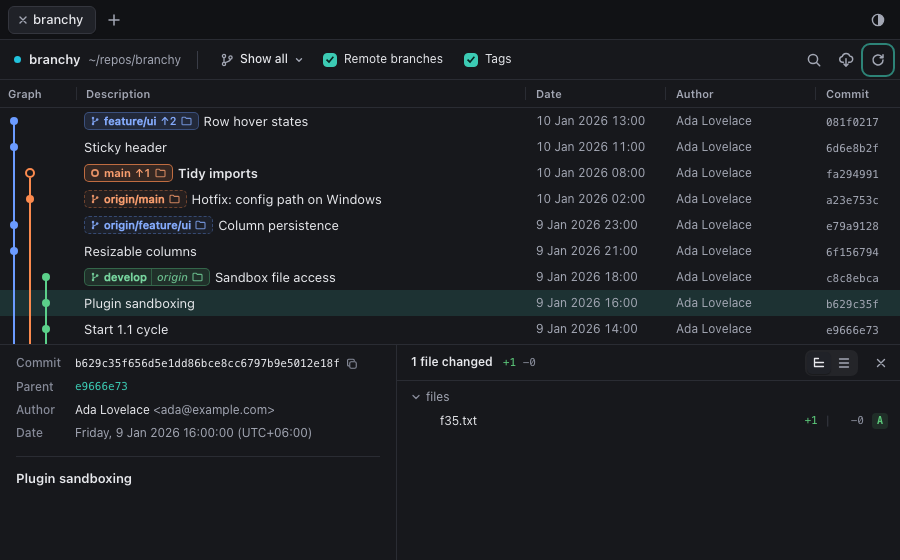 branchy
branchy ~/repos/branchy Show all Remote branches Tags
Graph Description Date Author Commit
feature/ui ↑2 Row hover states 10 Jan 2026 13:00 Ada Lovelace 081f0217
Sticky header 10 Jan 2026 11:00 Ada Lovelace 6d6e8b2f
main ↑1 Tidy imports 10 Jan 2026 08:00 Ada Lovelace fa294991
origin/main Hotfix: config path on Windows 10 Jan 2026 02:00 Ada Lovelace a23e753c
origin/feature/ui Column persistence 9 Jan 2026 23:00 Ada Lovelace e79a9128
Resizable columns 9 Jan 2026 21:00 Ada Lovelace 6f156794
develop origin Sandbox file access 9 Jan 2026 18:00 Ada Lovelace c8c8ebca
Plugin sandboxing 9 Jan 2026 16:00 Ada Lovelace b629c35f
Start 1.1 cycle 9 Jan 2026 14:00 Ada Lovelace e9666e73
Commit b629c35f656d5e1dd86bce8cc6797b9e5012e18f
Parent e9666e73
Author Ada Lovelace <ada@example.com>
Date Friday, 9 Jan 2026 16:00:00 (UTC+06:00)
Plugin sandboxing
1 file changed +1 −0
files
f35.txt +1 −0 A